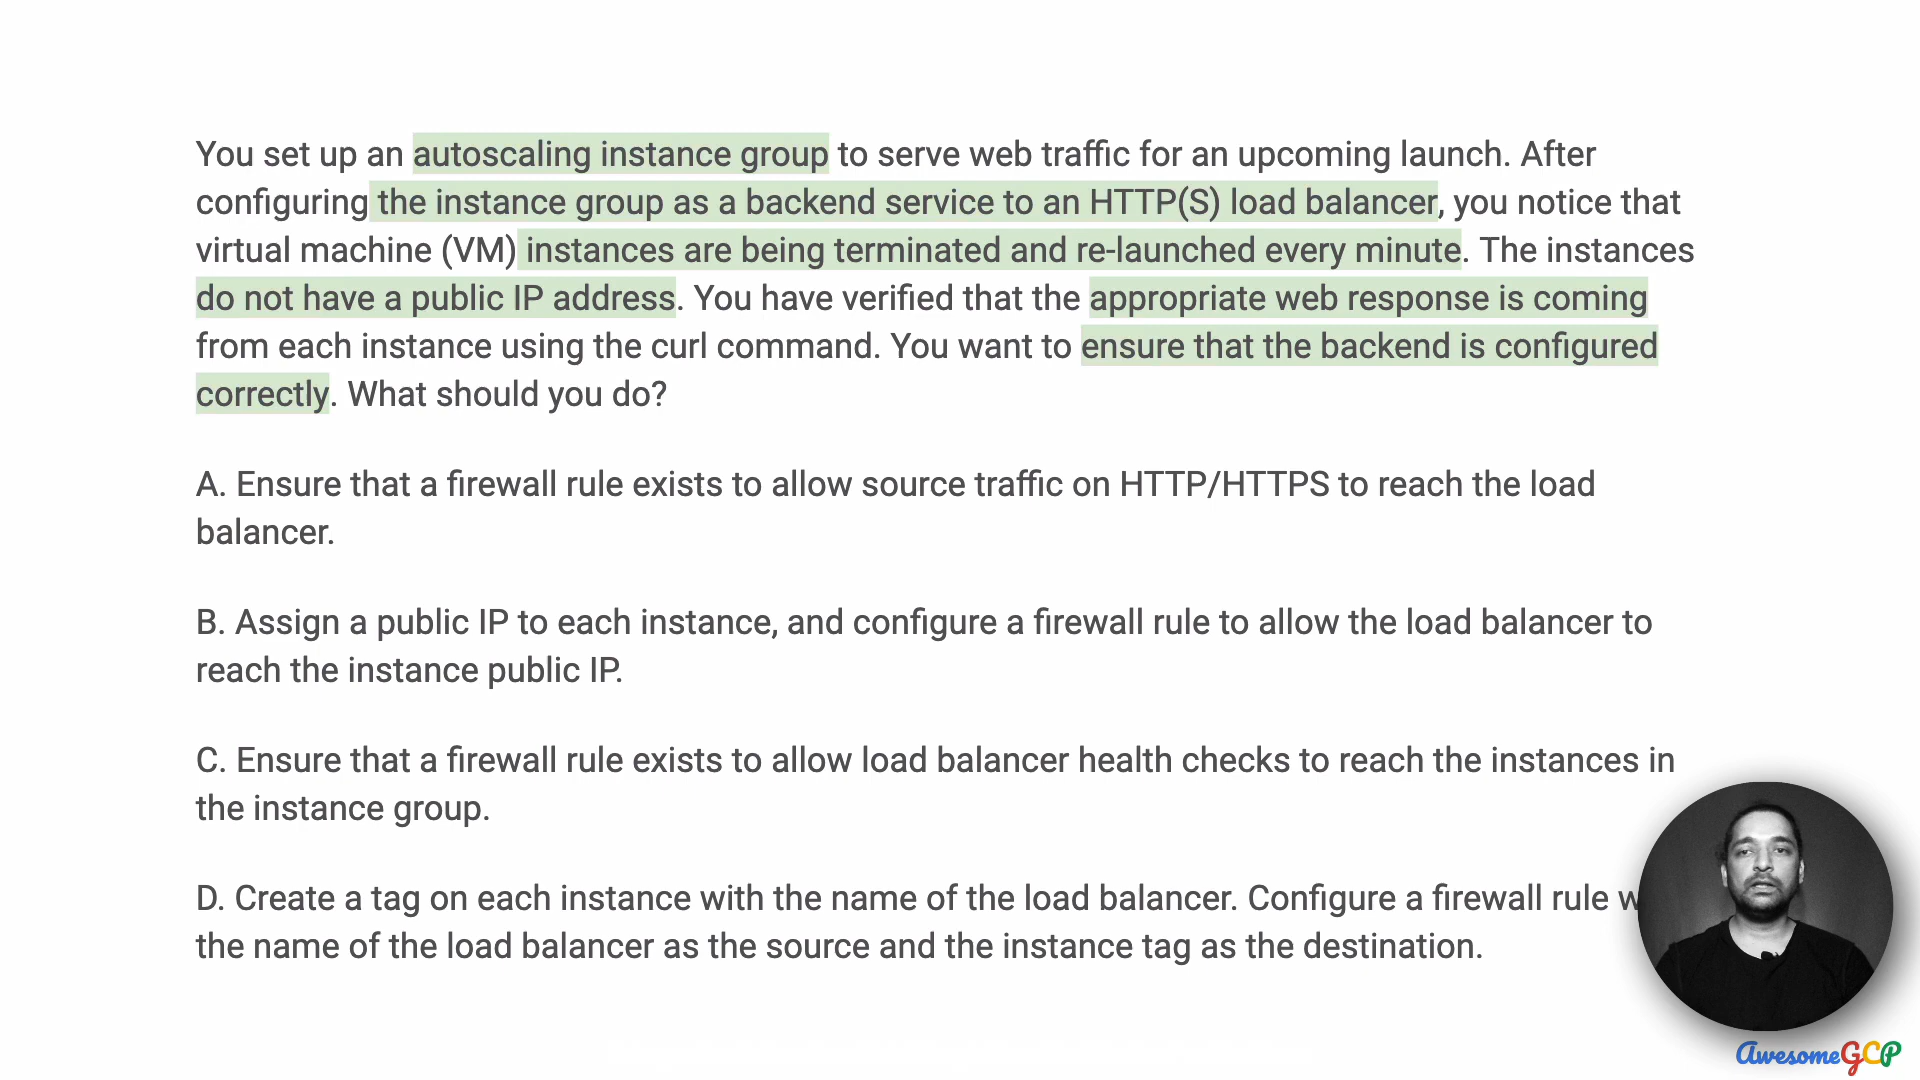 You set up an autoscaling instance group to serve web traffic for an upcoming launch. After
configuring the instance group as a backend service to an HTTP(S) load balancer, you notice that
virtual machine (VM) instances are being terminated and re-launched every minute. The instances
do not have a public IP address. You have verified that the appropriate web response is coming
from each instance using the curl command. You want to ensure that the backend is configured
correctly. What should you do?
A. Ensure that a firewall rule exists to allow source traffic on HTTP/HTTPS to reach the load
balancer.
B. Assign a public IP to each instance, and configure a firewall rule to allow the load balancer to
reach the instance public IP.
C. Ensure that a firewall rule exists to allow load balancer health checks to reach the instances in
the instance group.
D. Create a tag on each instance with the name of the load balancer. Configure a firewall rule
the name of the load balancer as the source and the instance tag as the destination.
AwesomeGCP